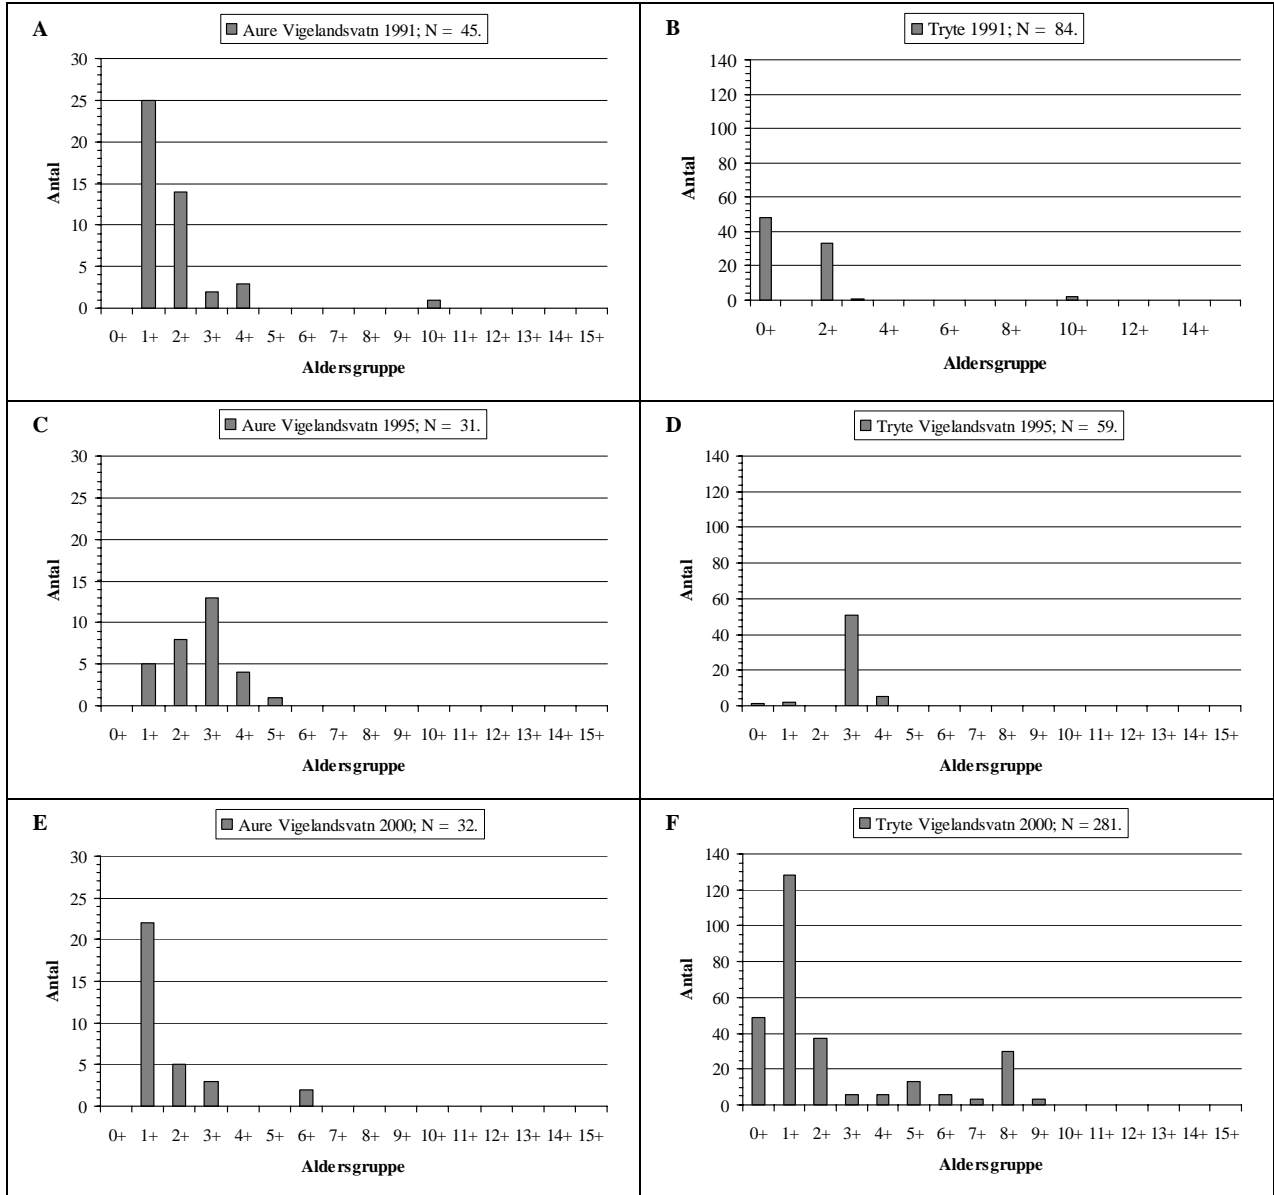 A
Aure Vigelandsvatn 1991; N = 45.
30
25
20
15
10
5
0
Antal
0+ 1+ 2+ 3+ 4+ 5+ 6+ 7+ 8+ 9+ 10+ 11+ 12+ 13+ 14+ 15+
Aldersgruppe
B
Tryte 1991; N = 84.
140
120
100
80
60
40
20
0
Antal
0+ 2+ 4+ 6+ 8+ 10+ 12+ 14+
Aldersgruppe
C
Aure Vigelandsvatn 1995; N = 31.
30
25
20
15
10
5
0
Antal
0+ 1+ 2+ 3+ 4+ 5+ 6+ 7+ 8+ 9+ 10+ 11+ 12+ 13+ 14+ 15+
Aldersgruppe
D
Tryte Vigelandsvatn 1995; N = 59.
140
120
100
80
60
40
20
0
Antal
0+ 1+ 2+ 3+ 4+ 5+ 6+ 7+ 8+ 9+ 10+ 11+ 12+ 13+ 14+ 15+
Aldersgruppe
E
Aure Vigelandsvatn 2000; N = 32.
30
25
20
15
10
5
0
Antal
0+ 1+ 2+ 3+ 4+ 5+ 6+ 7+ 8+ 9+ 10+ 11+ 12+ 13+ 14+ 15+
Aldersgruppe
F
Tryte Vigelandsvatn 2000; N = 281.
140
120
100
80
60
40
20
0
Antal
0+ 1+ 2+ 3+ 4+ 5+ 6+ 7+ 8+ 9+ 10+ 11+ 12+ 13+ 14+ 15+
Aldersgruppe